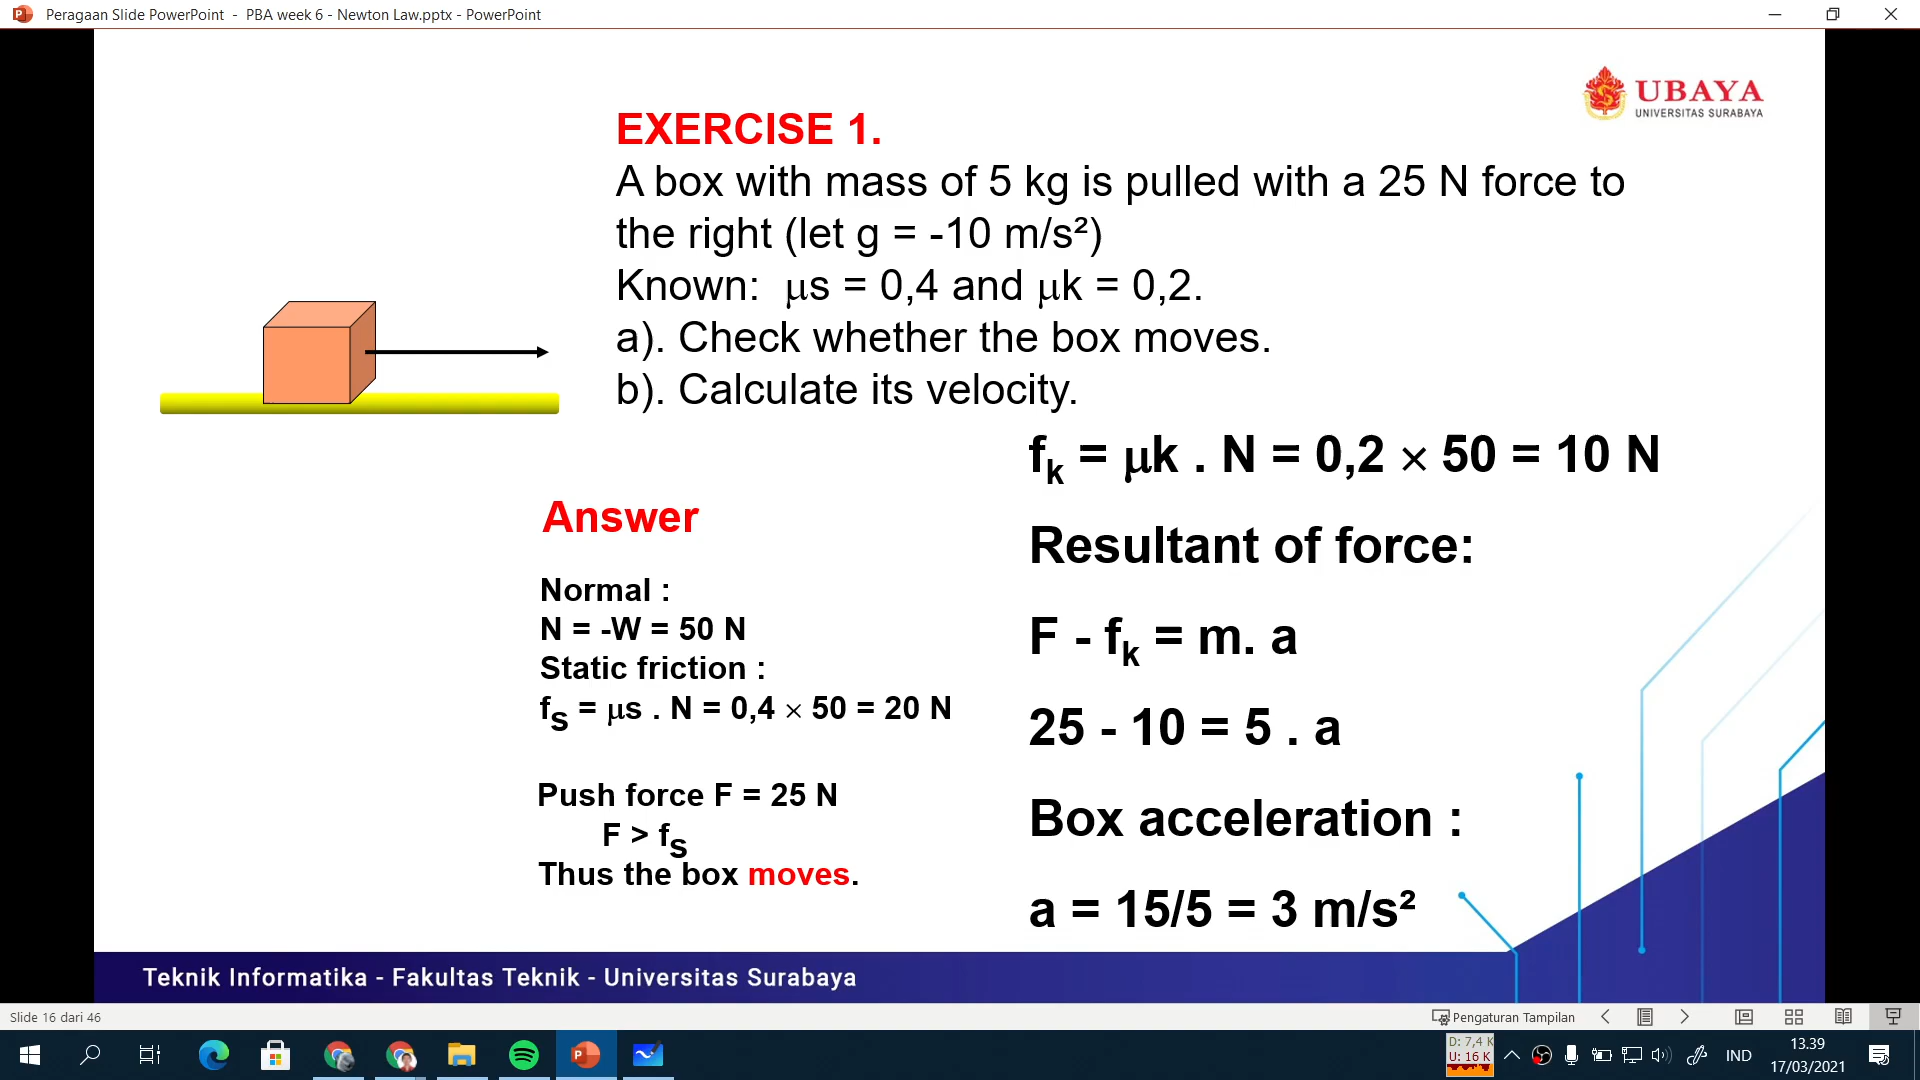 Peragaan Slide PowerPoint - PBA week 6 - Newton Law.pptx - PowerPoint
UBAYA
UNIVERSITAS SURABAYA
EXERCISE 1.
A box with mass of 5 kg is pulled with a 25 N force to
the right (let g = -10 m/s²)
Known: μs = 0,4 and μk = 0,2.
a). Check whether the box moves.
b). Calculate its velocity.
Answer
Normal :
N = -W = 50 N
Static friction :
fs = μs . N = 0,4 × 50 = 20 N
Push force F = 25 N
F > fs
Thus the box moves.
fk = μk . N = 0,2 × 50 = 10 N
Resultant of force:
F - fk = m. a
25 - 10 = 5 . a
Box acceleration :
a = 15/5 = 3 m/s²
Teknik Informatika - Fakultas Teknik - Universitas Surabaya
Slide 16 dari 46
Pengaturan Tampilan
D: 7,4 K
U: 16 K
IND
13.39
17/03/2021